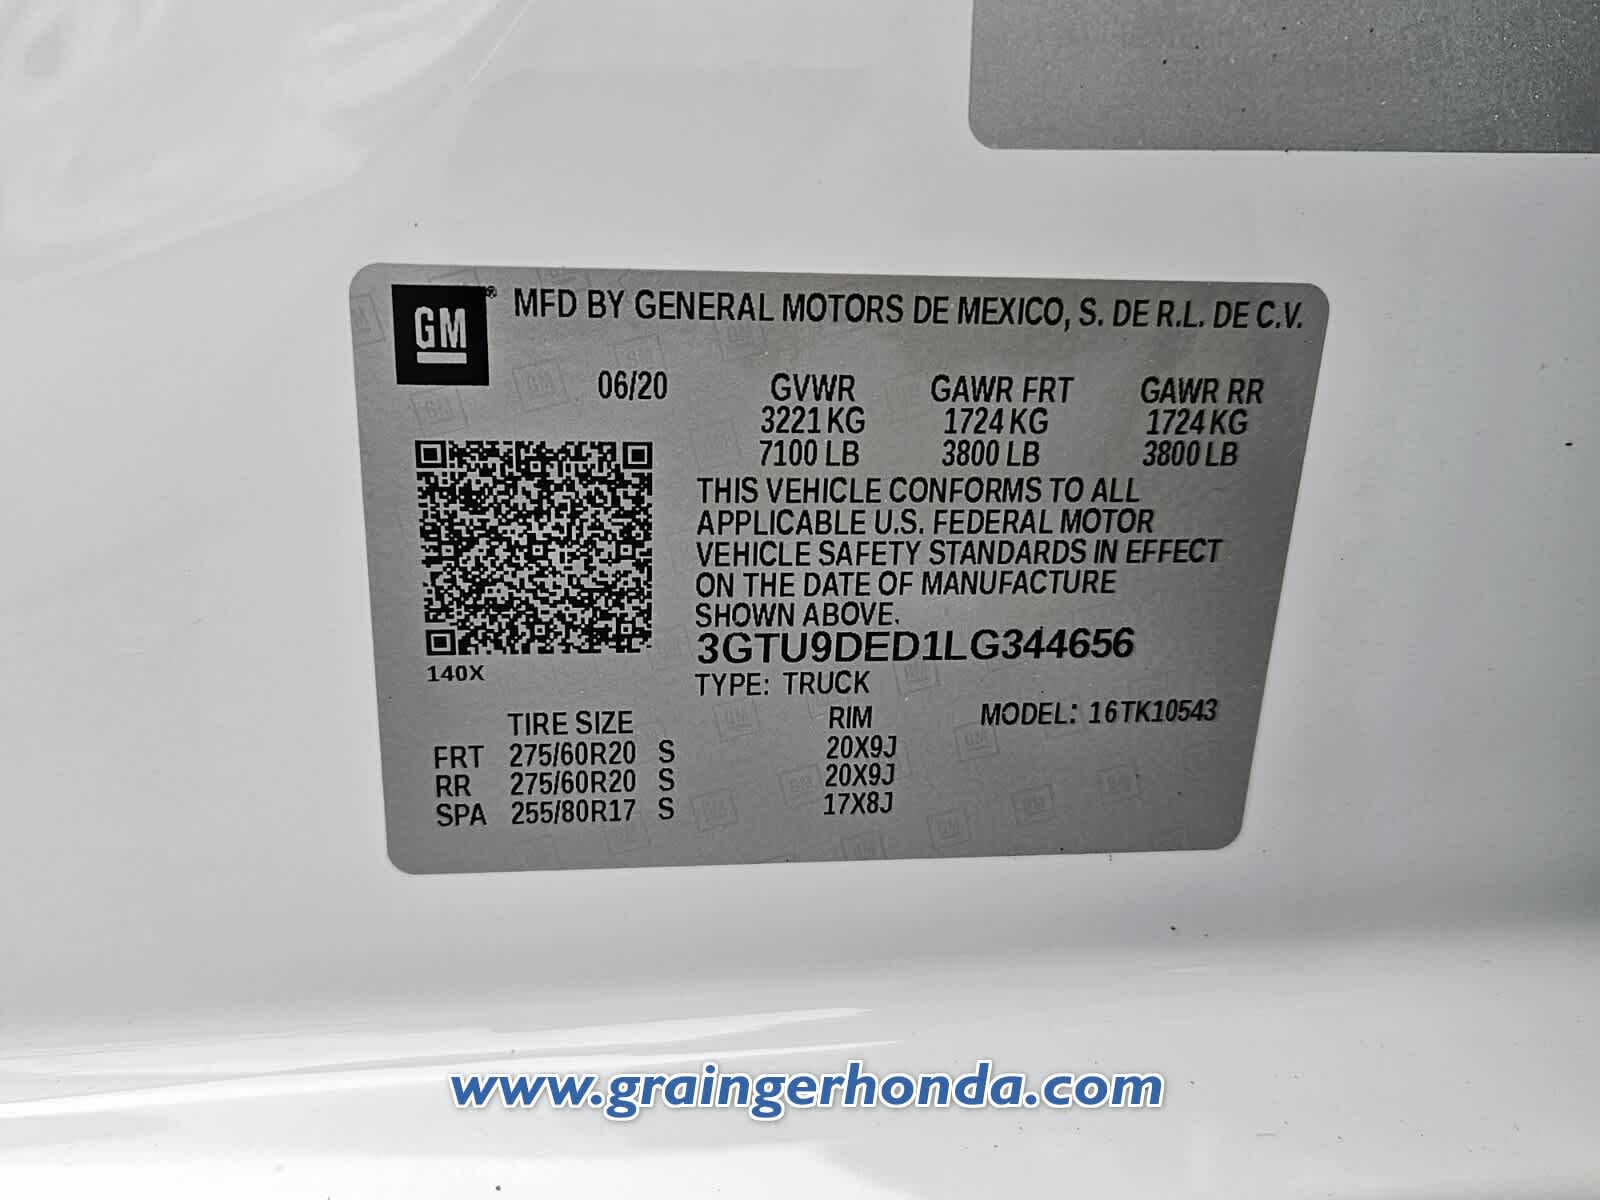 GM® MFD BY GENERAL MOTORS DE MEXICO, S. DE R.L. DE C.V.
06/20 GVWR GAWR FRT GAWR RR
3221 KG 1724 KG 1724 KG
7100 LB 3800 LB 3800 LB
THIS VEHICLE CONFORMS TO ALL
APPLICABLE U.S. FEDERAL MOTOR
VEHICLE SAFETY STANDARDS IN EFFECT
ON THE DATE OF MANUFACTURE
SHOWN ABOVE.
3GTU9DED1LG344656
140X
TYPE: TRUCK
TIRE SIZE RIM MODEL: 16TK10543
FRT 275/60R20 S 20X9J
RR 275/60R20 S 20X9J
SPA 255/80R17 S 17X8J
www.graingerhonda.com